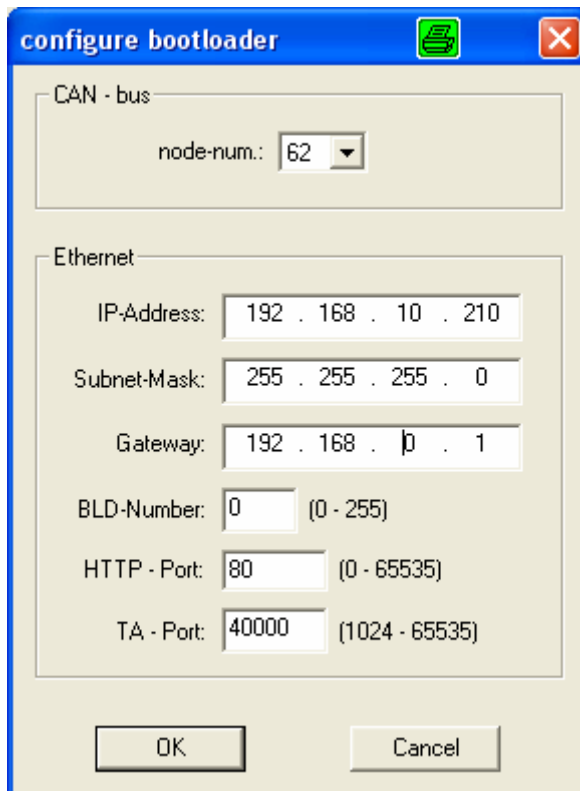 configure bootloader
CAN - bus
node-num.: 62
Ethernet
IP-Address: 192 . 168 . 10 . 210
Subnet-Mask: 255 . 255 . 255 . 0
Gateway: 192 . 168 . 0 . 1
BLD-Number: 0 (0 - 255)
HTTP - Port: 80 (0 - 65535)
TA - Port: 40000 (1024 - 65535)
OK Cancel